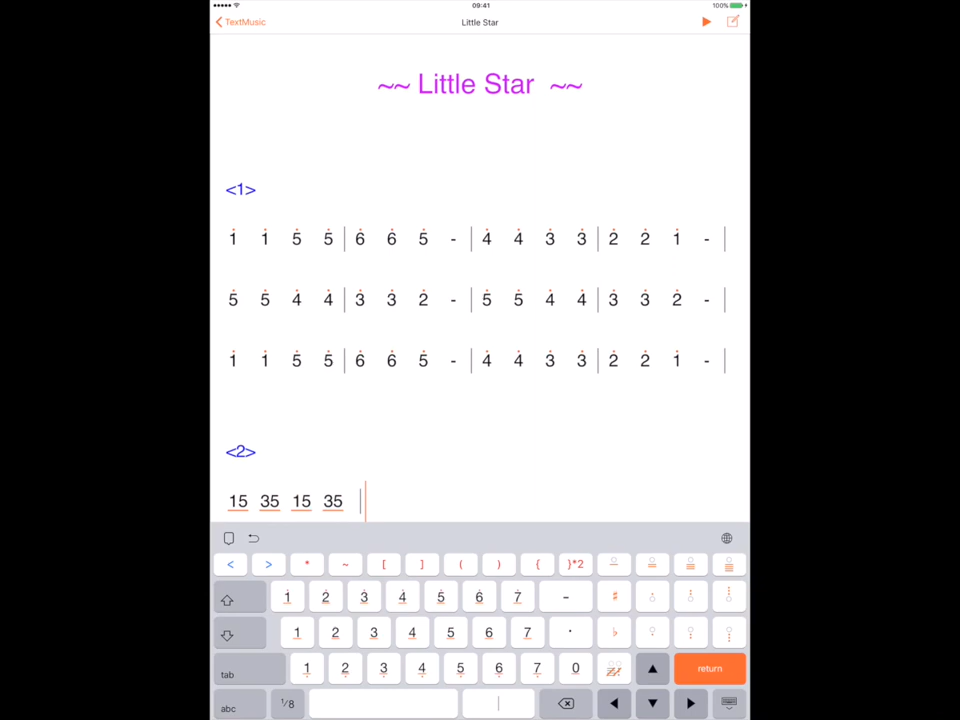 09:41
100%
TextMusic
Little Star
~~ Little Star ~~
<1>
1 1 5 5 | 6 6 5 - | 4 4 3 3 | 2 2 1 - |
5 5 4 4 | 3 3 2 - | 5 5 4 4 | 3 3 2 - |
1 1 5 5 | 6 6 5 - | 4 4 3 3 | 2 2 1 - |
<2>
15 35 15 35 |
< > * ~ [ ] ( ) { }*2
1 2 3 4 5 6 7 - ♯
1 2 3 4 5 6 7 · ♭
tab 1 2 3 4 5 6 7 0 return
abc 1/8 |